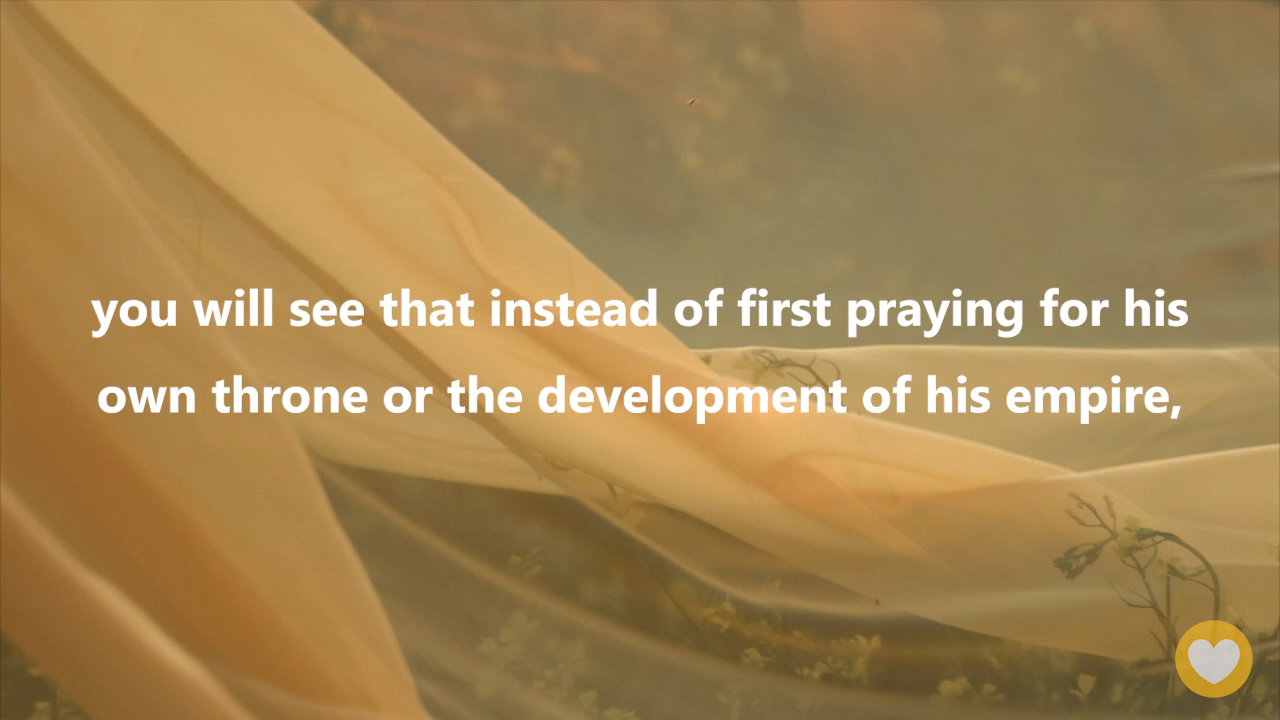 you will see that instead of first praying for his
own throne or the development of his empire,